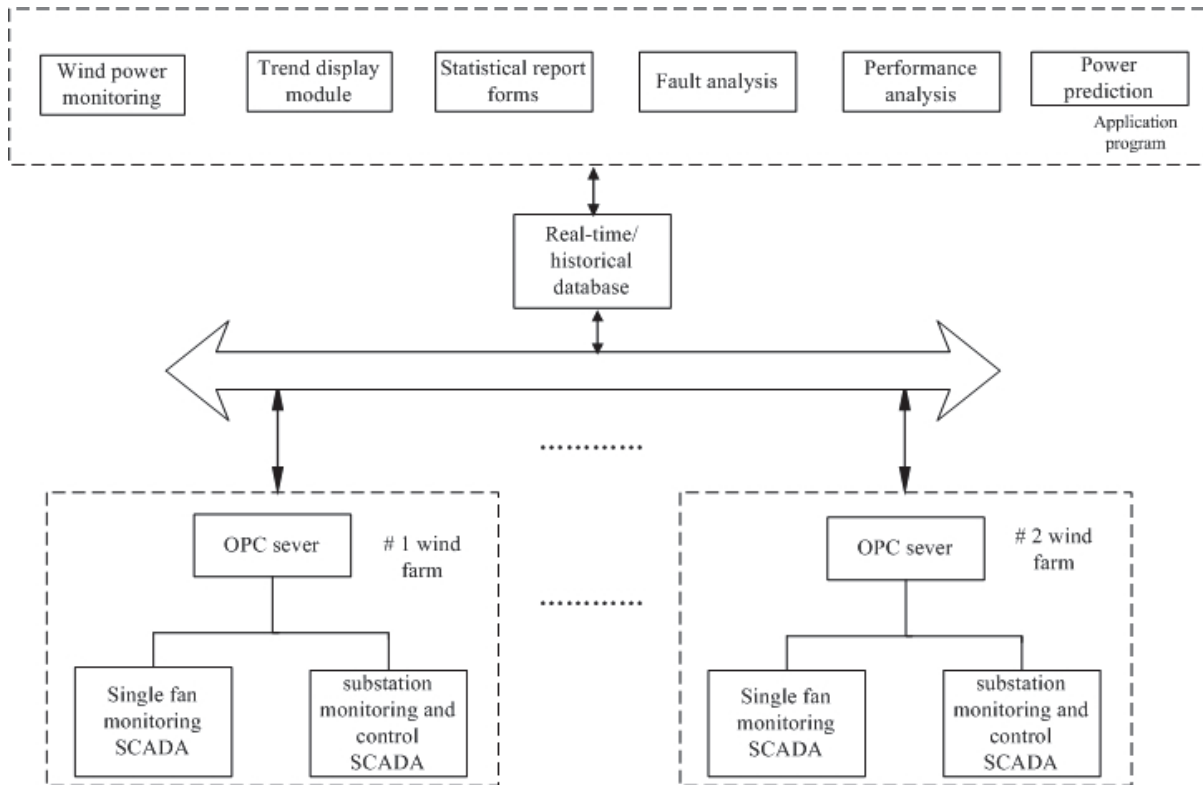 Wind power
monitoring
Trend display
module
Statistical report
forms
Fault analysis
Performance
analysis
Power
prediction
Application
program
Real-time/
historical
database
OPC sever
# 1 wind
farm
Single fan
monitoring
SCADA
substation
monitoring and
control
SCADA
OPC sever
# 2 wind
farm
Single fan
monitoring
SCADA
substation
monitoring and
control
SCADA